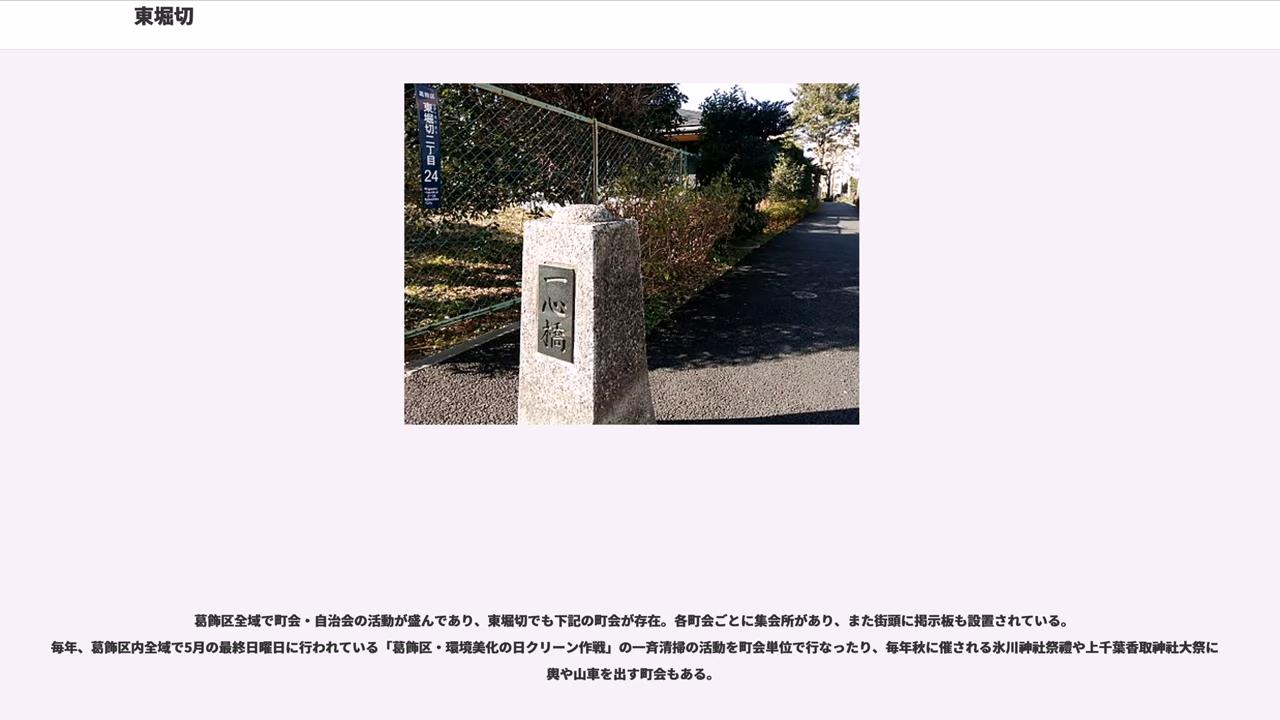 東堀切
葛飾区
東堀切二丁目
24
一心橋
葛飾区全域で町会・自治会の活動が盛んであり、東堀切でも下記の町会が存在。各町会ごとに集会所があり、また街頭に掲示板も設置されている。
毎年、葛飾区内全域で5月の最終日曜日に行われている「葛飾区・環境美化の日クリーン作戦」の一斉清掃の活動を町会単位で行なったり、毎年秋に催される氷川神社祭禮や上千葉香取神社大祭に
輿や山車を出す町会もある。